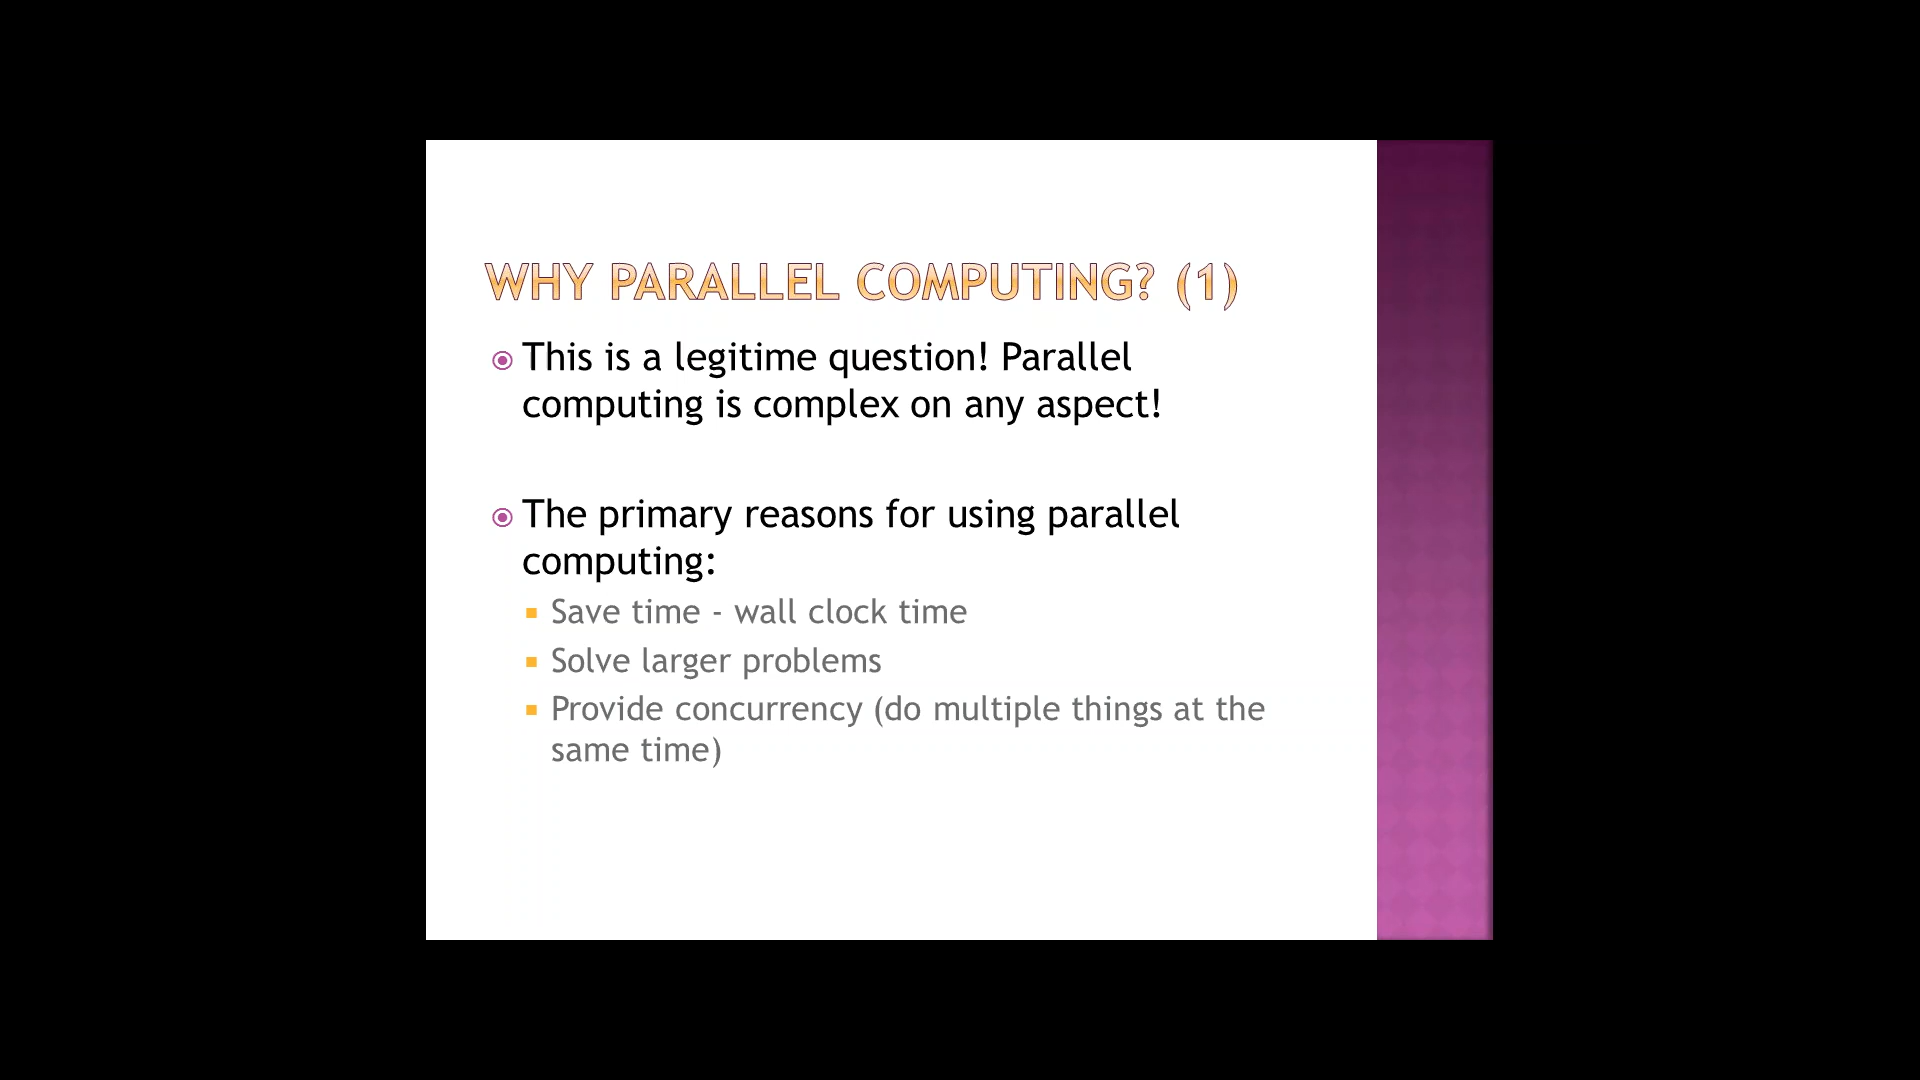 WHY PARALLEL COMPUTING? (1)
This is a legitime question! Parallel
computing is complex on any aspect!
The primary reasons for using parallel
computing:
Save time - wall clock time
Solve larger problems
Provide concurrency (do multiple things at the
same time)